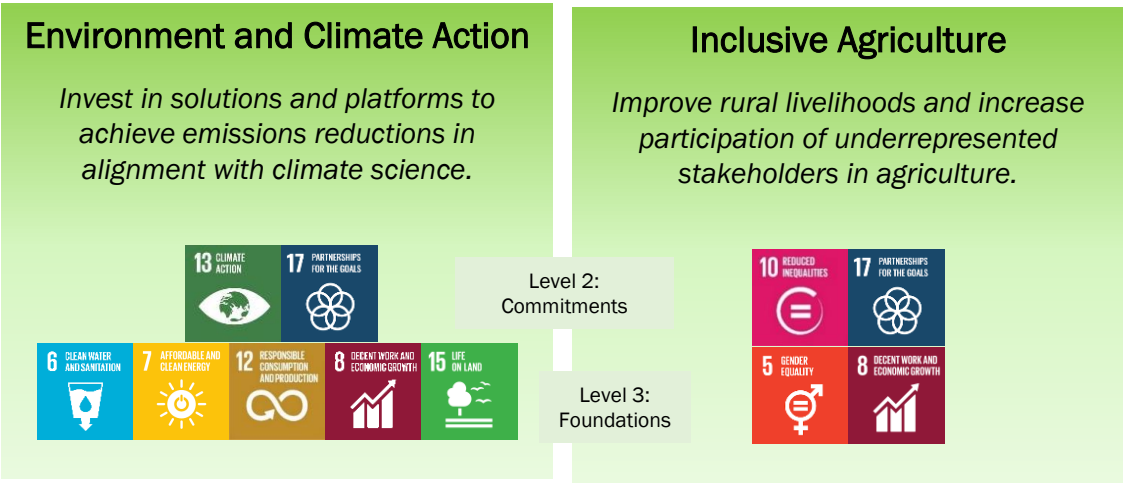 Environment and Climate Action
Invest in solutions and platforms to
achieve emissions reductions in
alignment with climate science.
13 CLIMATE
ACTION
17 PARTNERSHIPS
FOR THE GOALS
6 CLEAN WATER
AND SANITATION
7 AFFORDABLE AND
CLEAN ENERGY
12 RESPONSIBLE
CONSUMPTION
AND PRODUCTION
8 DECENT WORK AND
ECONOMIC GROWTH
15 LIFE
ON LAND
Level 2:
Commitments
Level 3:
Foundations
Inclusive Agriculture
Improve rural livelihoods and increase
participation of underrepresented
stakeholders in agriculture.
10 REDUCED
INEQUALITIES
17 PARTNERSHIPS
FOR THE GOALS
5 GENDER
EQUALITY
8 DECENT WORK AND
ECONOMIC GROWTH